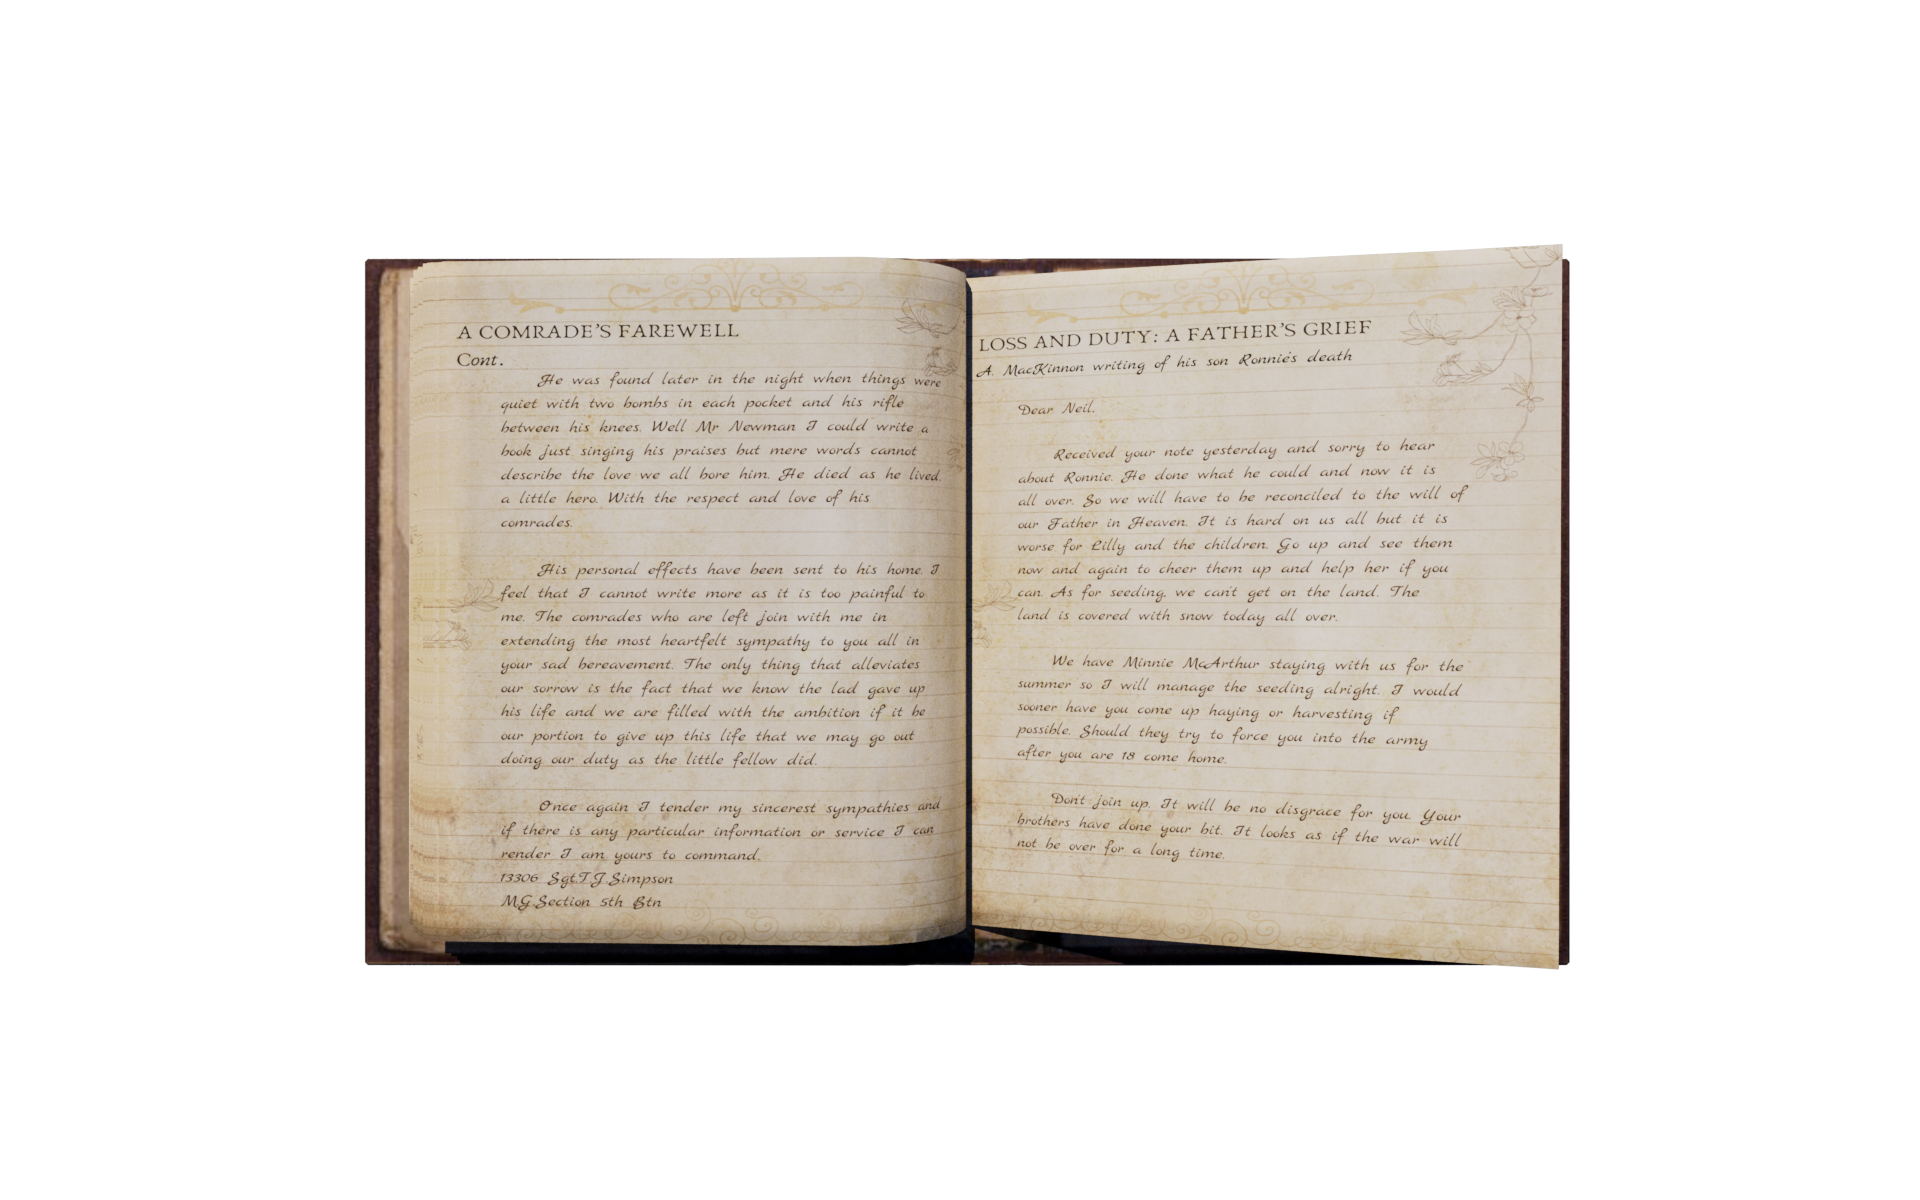 A COMRADE'S FAREWELL
Cont.
He was found later in the night when things were
quiet with two bombs in each pocket and his rifle
between his knees. Well Mr Newman I could write a
book just singing his praises but mere words cannot
describe the love we all bore him. He died as he lived,
a little hero. With the respect and love of his
comrades.
His personal effects have been sent to his home. I
feel that I cannot write more as it is too painful to
me. The comrades who are left join with me in
extending the most heartfelt sympathy to you all in
your sad bereavement. The only thing that alleviates
our sorrow is the fact that we know the lad gave up
his life and we are filled with the ambition if it be
our portion to give up this life that we may go out
doing our duty as the little fellow did.
Once again I tender my sincerest sympathies and
if there is any particular information or service I can
render I am yours to command.
13306 Sgt.T.J.Simpson
M.G.Section 5th Btn
LOSS AND DUTY: A FATHER'S GRIEF
A. MacKinnon writing of his son Ronnie's death
Dear Neil,
Received your note yesterday and sorry to hear
about Ronnie. He done what he could and now it is
all over. So we will have to be reconciled to the will of
our Father in Heaven. It is hard on us all but it is
worse for Lilly and the children. Go up and see them
now and again to cheer them up and help her if you
can. As for seeding, we can't get on the land. The
land is covered with snow today all over.
We have Minnie McArthur staying with us for the
summer so I will manage the seeding alright. I would
sooner have you come up haying or harvesting if
possible. Should they try to force you into the army
after you are 18 come home.
Don't join up. It will be no disgrace for you. Your
brothers have done your bit. It looks as if the war will
not be over for a long time.